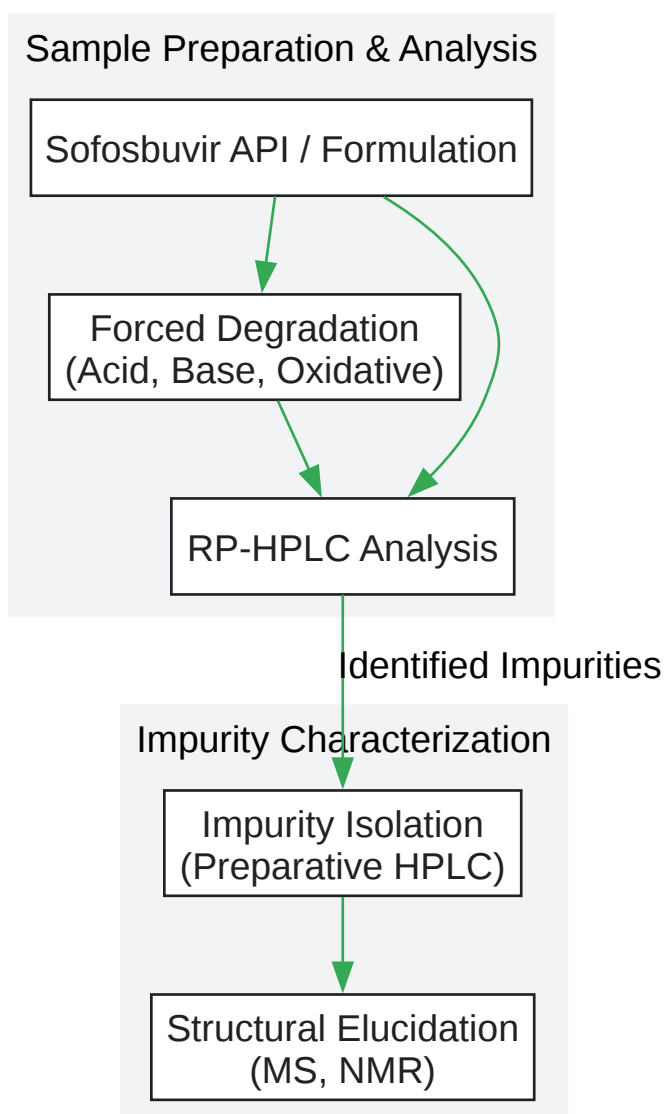 Sample Preparation & Analysis
Sofosbuvir API / Formulation
Forced Degradation
(Acid, Base, Oxidative)
RP-HPLC Analysis
Identified Impurities
Impurity Characterization
Impurity Isolation
(Preparative HPLC)
Structural Elucidation
(MS, NMR)